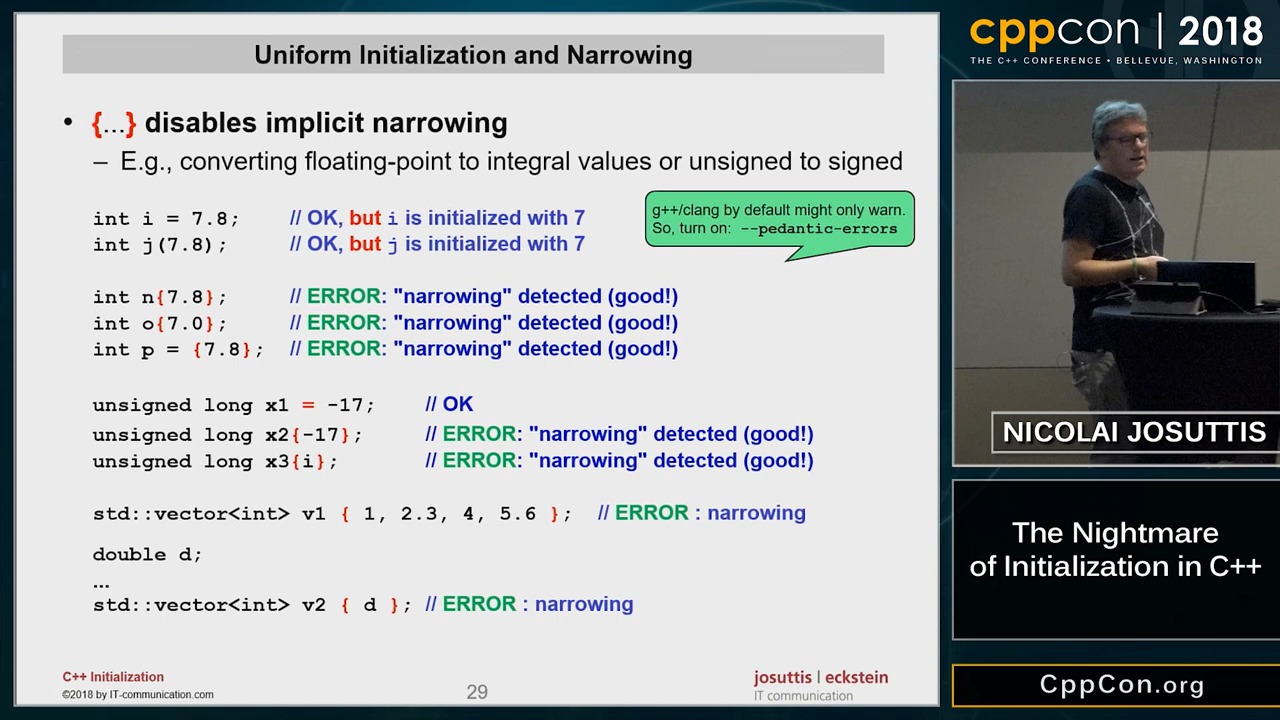 Uniform Initialization and Narrowing
• {...} disables implicit narrowing
– E.g., converting floating-point to integral values or unsigned to signed
g++/clang by default might only warn.
So, turn on: --pedantic-errors
int i = 7.8; // OK, but i is initialized with 7
int j(7.8); // OK, but j is initialized with 7
int n{7.8}; // ERROR: "narrowing" detected (good!)
int o{7.0}; // ERROR: "narrowing" detected (good!)
int p = {7.8}; // ERROR: "narrowing" detected (good!)
unsigned long x1 = -17; // OK
unsigned long x2{-17}; // ERROR: "narrowing" detected (good!)
unsigned long x3{i}; // ERROR: "narrowing" detected (good!)
std::vector<int> v1 { 1, 2.3, 4, 5.6 }; // ERROR : narrowing
double d;
...
std::vector<int> v2 { d }; // ERROR : narrowing
C++ Initialization
©2018 by IT-communication.com
29
josuttis | eckstein
IT communication
cppcon | 2018
THE C++ CONFERENCE • BELLEVUE, WASHINGTON
NICOLAI JOSUTTIS
The Nightmare
of Initialization in C++
CppCon.org